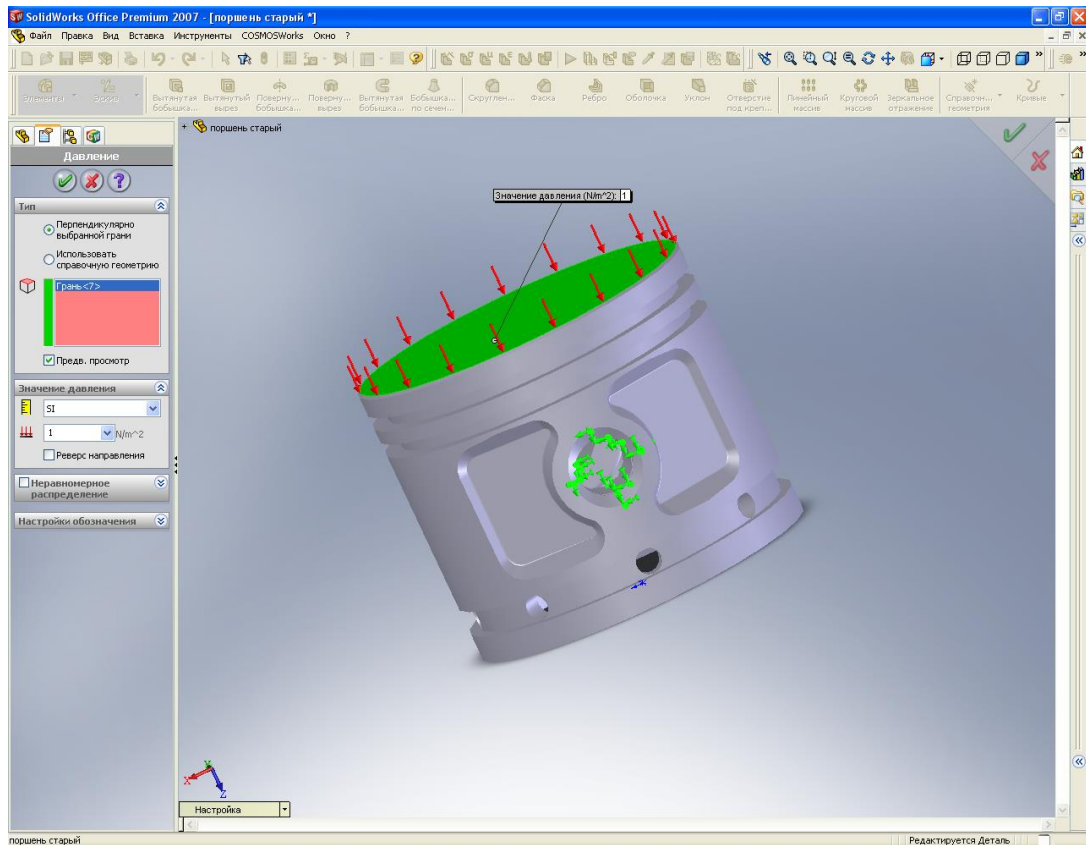 SolidWorks Office Premium 2007 - [поршень старый *]
Файл Правка Вид Вставка Инструменты COSMOSWorks Окно ?
Элементы Эскиз Вытянутая бобышка... Вытянутый вырез Поверну... бобышка... Поверну... вырез Вытянутая бобышка... Бобышка... по сечен... Скруглен... Фаска Ребро Оболочка Уклон Отверстие под креп... Линейный массив Круговой массив Зеркальное отражение Справочн... геометрия Кривые
поршень старый
Давление
Значение давления (N/m^2): 1
Тип
Перпендикулярно
выбранной грани
Использовать
справочную геометрию
Грань<7>
Предв. просмотр
Значение давления
SI
1 N/m^2
Реверс направления
Неравномерное
распределение
Настройки обозначения
X Y Z
Настройка
поршень старый Редактируется Деталь